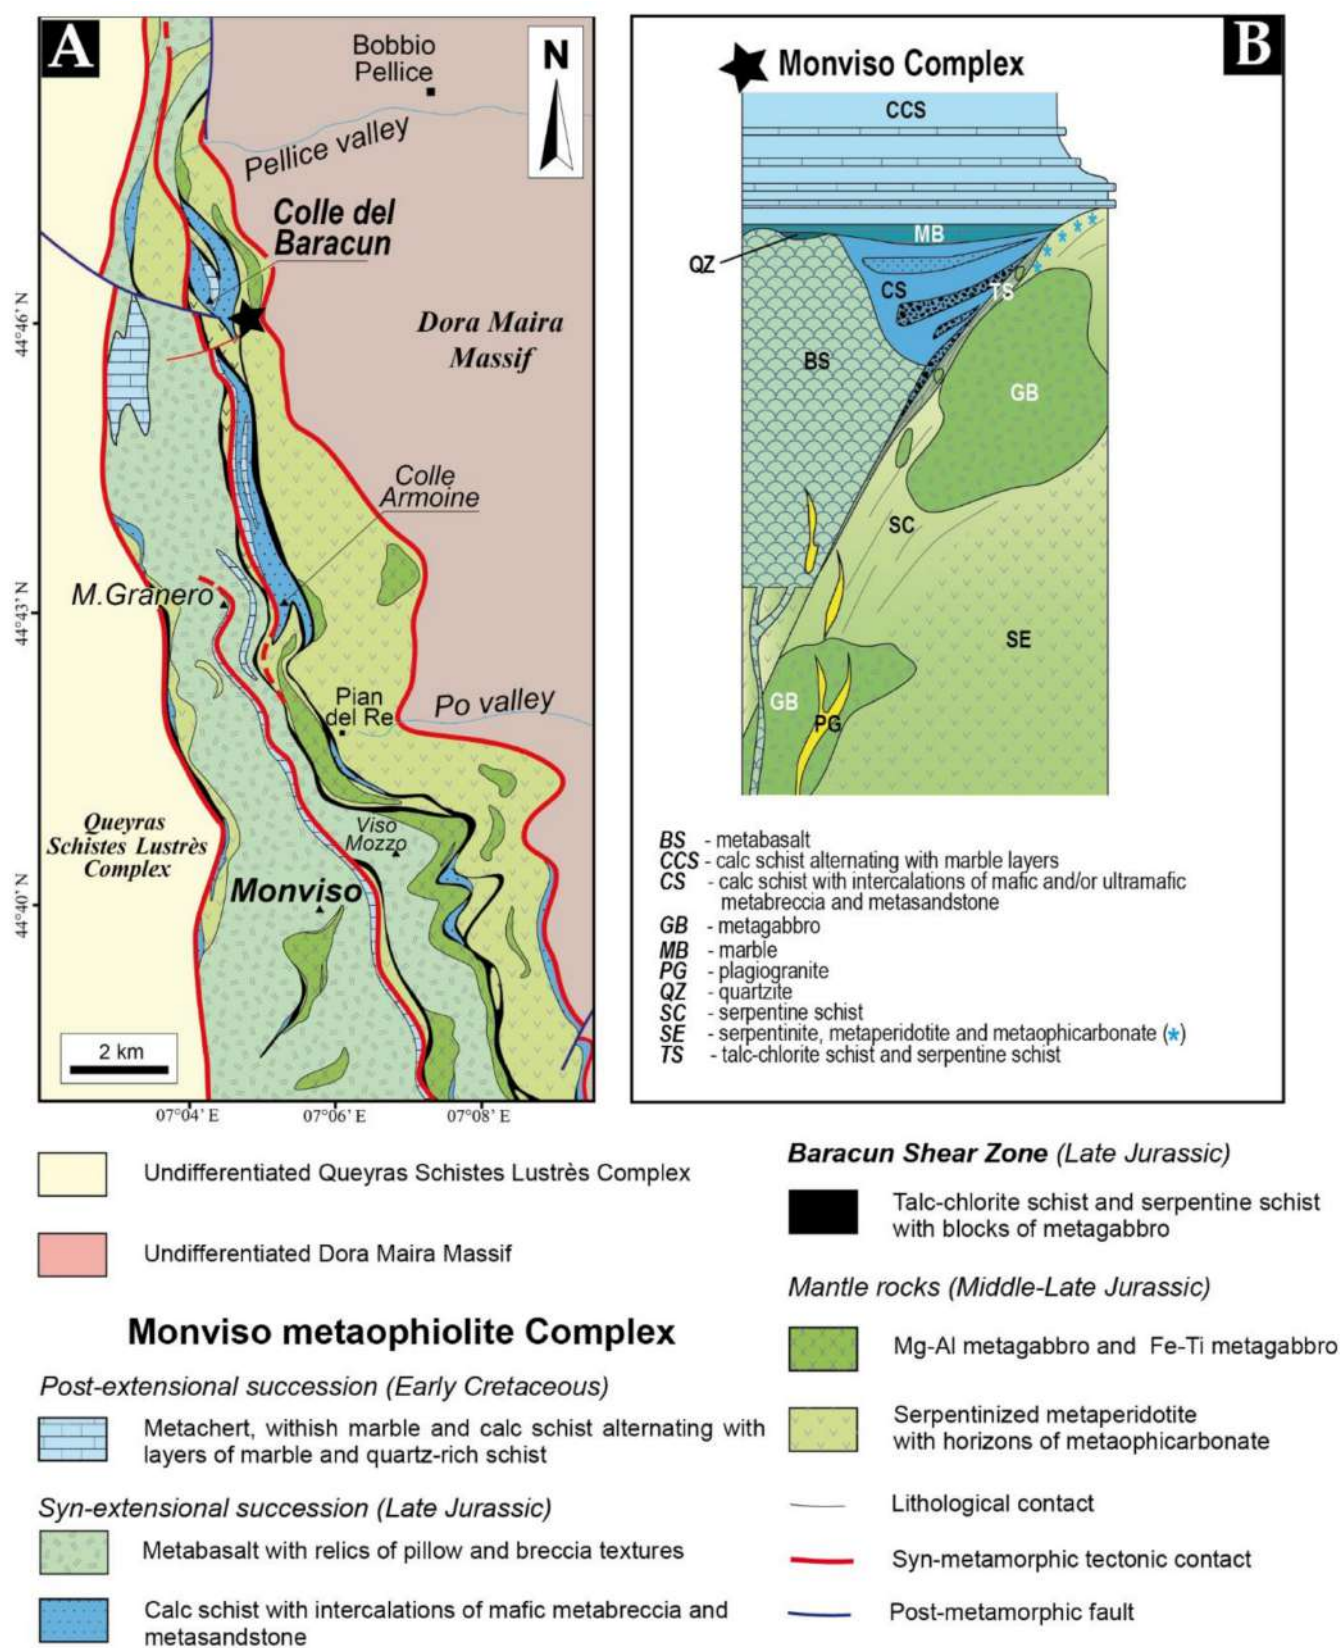 A
N
Bobbio
Pellice
Pellice valley
Colle del
Baracun
Dora Maira
Massif
Colle
Armoine
M.Granero
Pian
del Re
Po valley
Queyras
Schistes Lustrès
Complex
Viso
Mozzo
Monviso
2 km
44°46' N
44°43' N
44°40' N
07°04' E
07°06' E
07°08' E
B
Monviso Complex
CCS
MB
QZ
CS
TS
BS
GB
SC
SE
GB
PG
BS - metabasalt
CCS - calc schist alternating with marble layers
CS - calc schist with intercalations of mafic and/or ultramafic
metabreccia and metasandstone
GB - metagabbro
MB - marble
PG - plagiogranite
QZ - quartzite
SC - serpentine schist
SE - serpentinite, metaperidotite and metaophicarbonate (*)
TS - talc-chlorite schist and serpentine schist
Undifferentiated Queyras Schistes Lustrès Complex
Undifferentiated Dora Maira Massif
Monviso metaophiolite Complex
Post-extensional succession (Early Cretaceous)
Metachert, withish marble and calc schist alternating with
layers of marble and quartz-rich schist
Syn-extensional succession (Late Jurassic)
Metabasalt with relics of pillow and breccia textures
Calc schist with intercalations of mafic metabreccia and
metasandstone
Baracun Shear Zone (Late Jurassic)
Talc-chlorite schist and serpentine schist
with blocks of metagabbro
Mantle rocks (Middle-Late Jurassic)
Mg-Al metagabbro and Fe-Ti metagabbro
Serpentinized metaperidotite
with horizons of metaophicarbonate
Lithological contact
Syn-metamorphic tectonic contact
Post-metamorphic fault